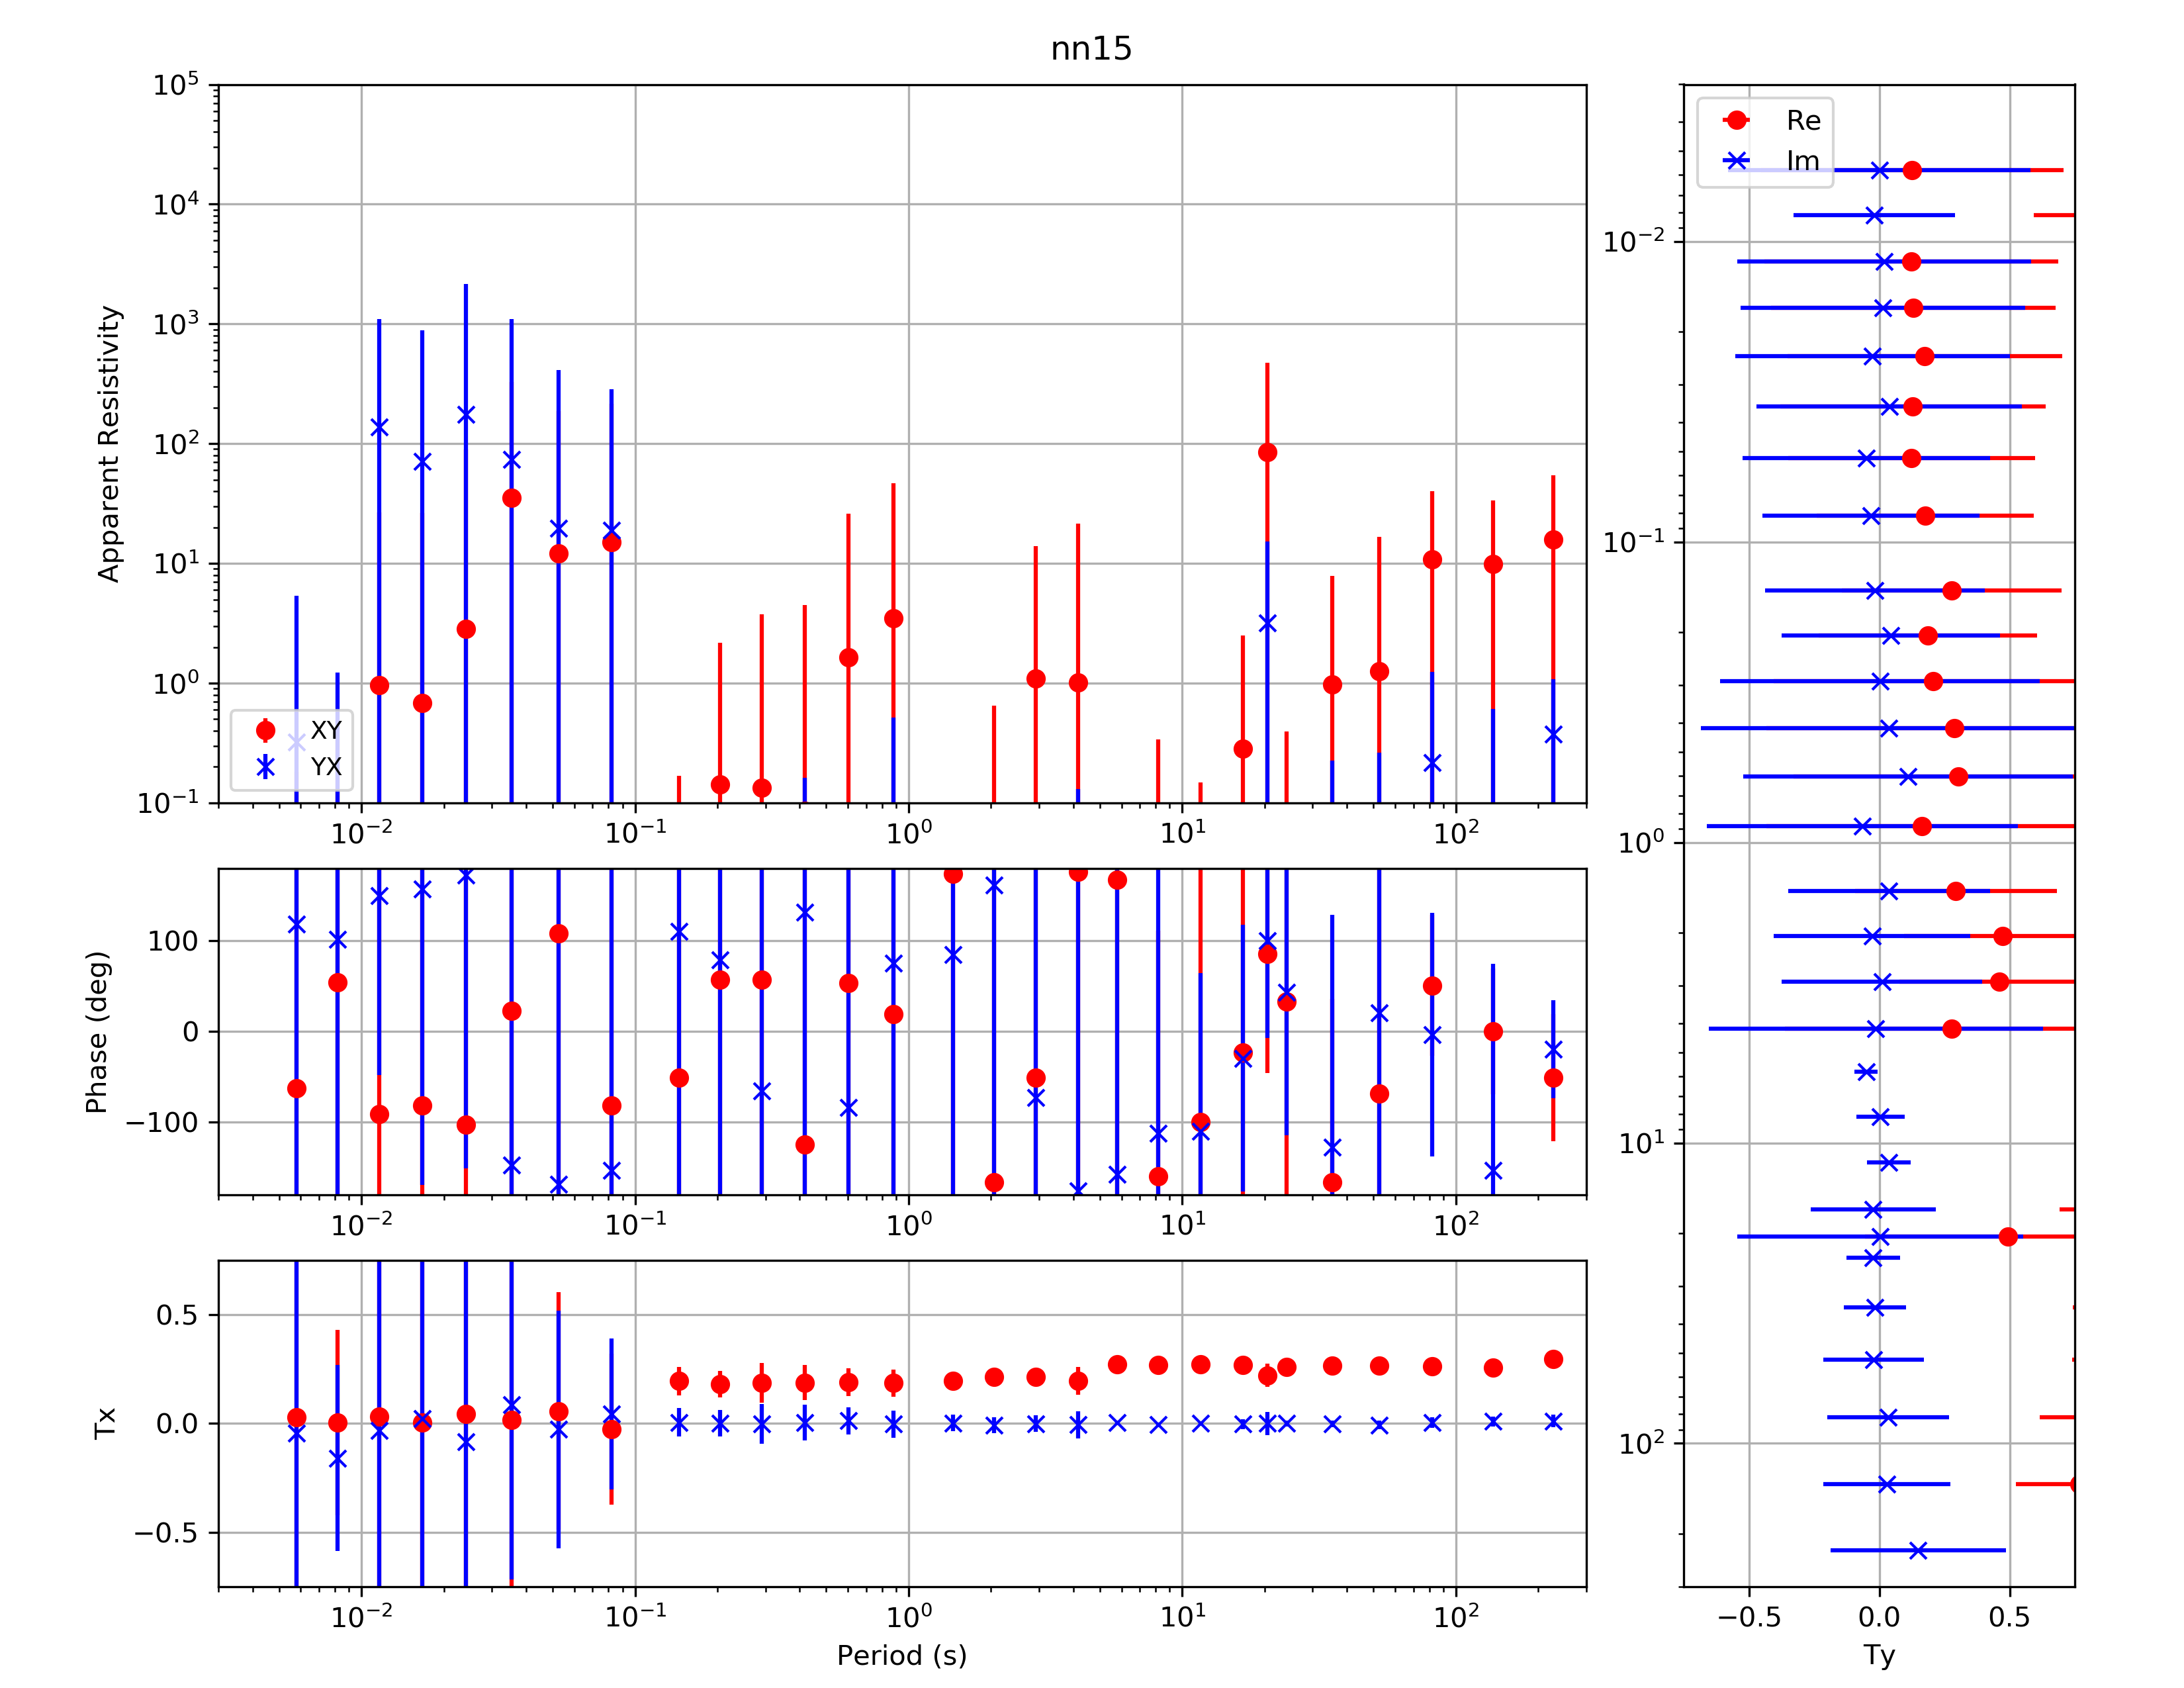 nn15
Apparent Resistivity
10⁵
10⁴
10³
10²
10¹
10⁰
10⁻¹
XY
YX
10⁻² 10⁻¹ 10⁰ 10¹ 10²
Phase (deg)
100
0
−100
10⁻² 10⁻¹ 10⁰ 10¹ 10²
Tx
0.5
0.0
−0.5
10⁻² 10⁻¹ 10⁰ 10¹ 10²
Period (s)
Re
Im
10⁻²
10⁻¹
10⁰
10¹
10²
−0.5 0.0 0.5
Ty